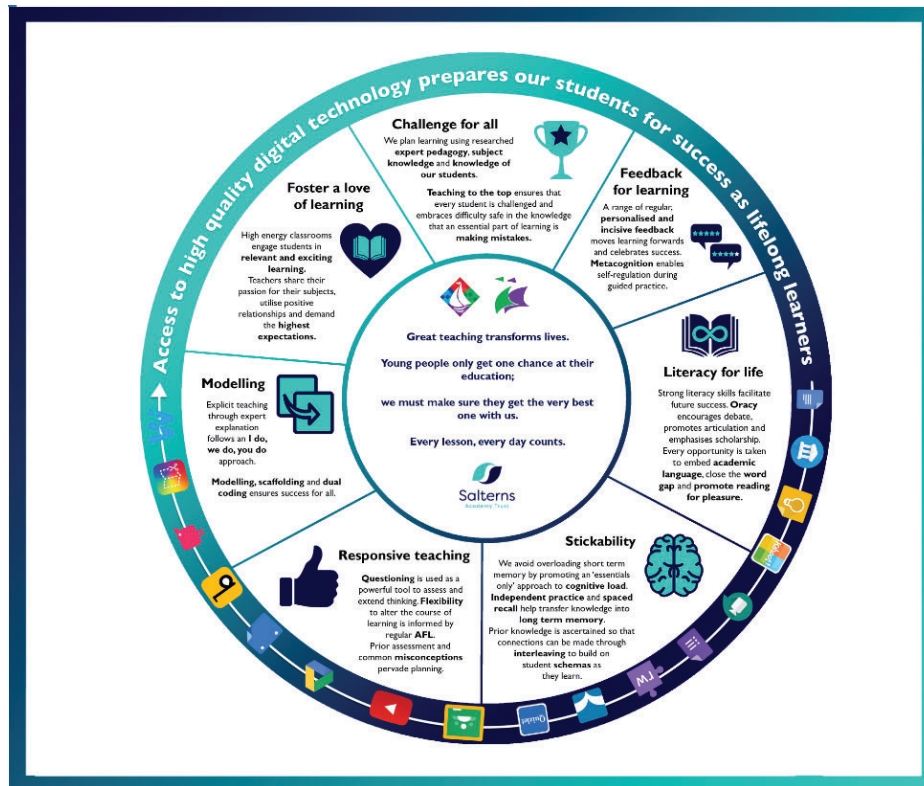 Access to high quality digital technology prepares our students for success as lifelong learners
Challenge for all
We plan learning using researched
expert pedagogy, subject
knowledge and knowledge of
our students.
Teaching to the top ensures that
every student is challenged and
embraces difficulty safe in the knowledge
that an essential part of learning is
making mistakes.
Feedback
for learning
A range of regular,
personalised and
incisive feedback
moves learning forwards
and celebrates success.
Metacognition enables
self-regulation during
guided practice.
Literacy for life
Strong literacy skills facilitate
future success. Oracy
encourages debate,
promotes articulation and
emphasises scholarship.
Every opportunity is taken
to embed academic
language, close the word
gap and promote reading
for pleasure.
Stickability
We avoid overloading short term
memory by promoting an 'essentials
only' approach to cognitive load.
Independent practice and spaced
recall help transfer knowledge into
long term memory.
Prior knowledge is ascertained so that
connections can be made through
interleaving to build on
student schemas as
they learn.
Responsive teaching
Questioning is used as a
powerful tool to assess and
extend thinking. Flexibility
to alter the course of
learning is informed by
regular AFL.
Prior assessment and
common misconceptions
pervade planning.
Modelling
Explicit teaching
through expert
explanation
follows an I do,
we do, you do
approach.
Modelling, scaffolding and dual
coding ensures success for all.
Foster a love
of learning
High energy classrooms
engage students in
relevant and exciting
learning.
Teachers share their
passion for their subjects,
utilise positive
relationships and demand
the highest
expectations.
Great teaching transforms lives.
Young people only get one chance at their
education;
we must make sure they get the very best
one with us.
Every lesson, every day counts.
Salterns
Academy Trust
Kahoot!
rw
Quizlet